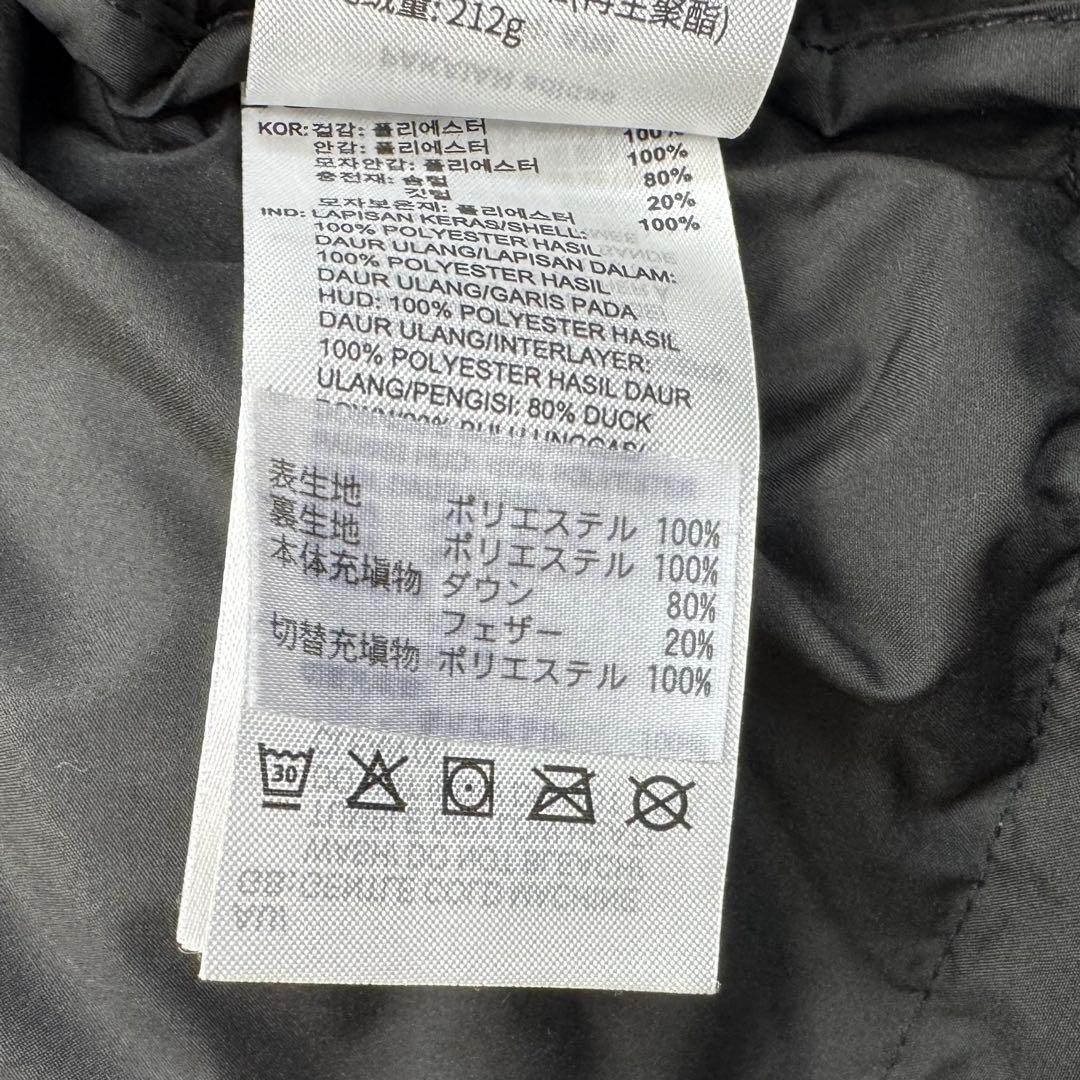 量: 212g
(再生聚酯)
KOR: 겉감: 폴리에스터 100%
안감: 폴리에스터 100%
모자안감: 폴리에스터 80%
충전재: 솜털 20%
깃털
모자보온재: 폴리에스터 100%
IND: LAPISAN KERAS/SHELL:
100% POLYESTER HASIL
DAUR ULANG/LAPISAN DALAM:
100% POLYESTER HASIL
DAUR ULANG/GARIS PADA
HUD: 100% POLYESTER HASIL
DAUR ULANG/INTERLAYER:
100% POLYESTER HASIL DAUR
ULANG/PENGISI: 80% DUCK
表生地 ポリエステル 100%
裏生地 ポリエステル 100%
本体充塡物 ダウン 80%
フェザー 20%
切替充塡物 ポリエステル 100%
30